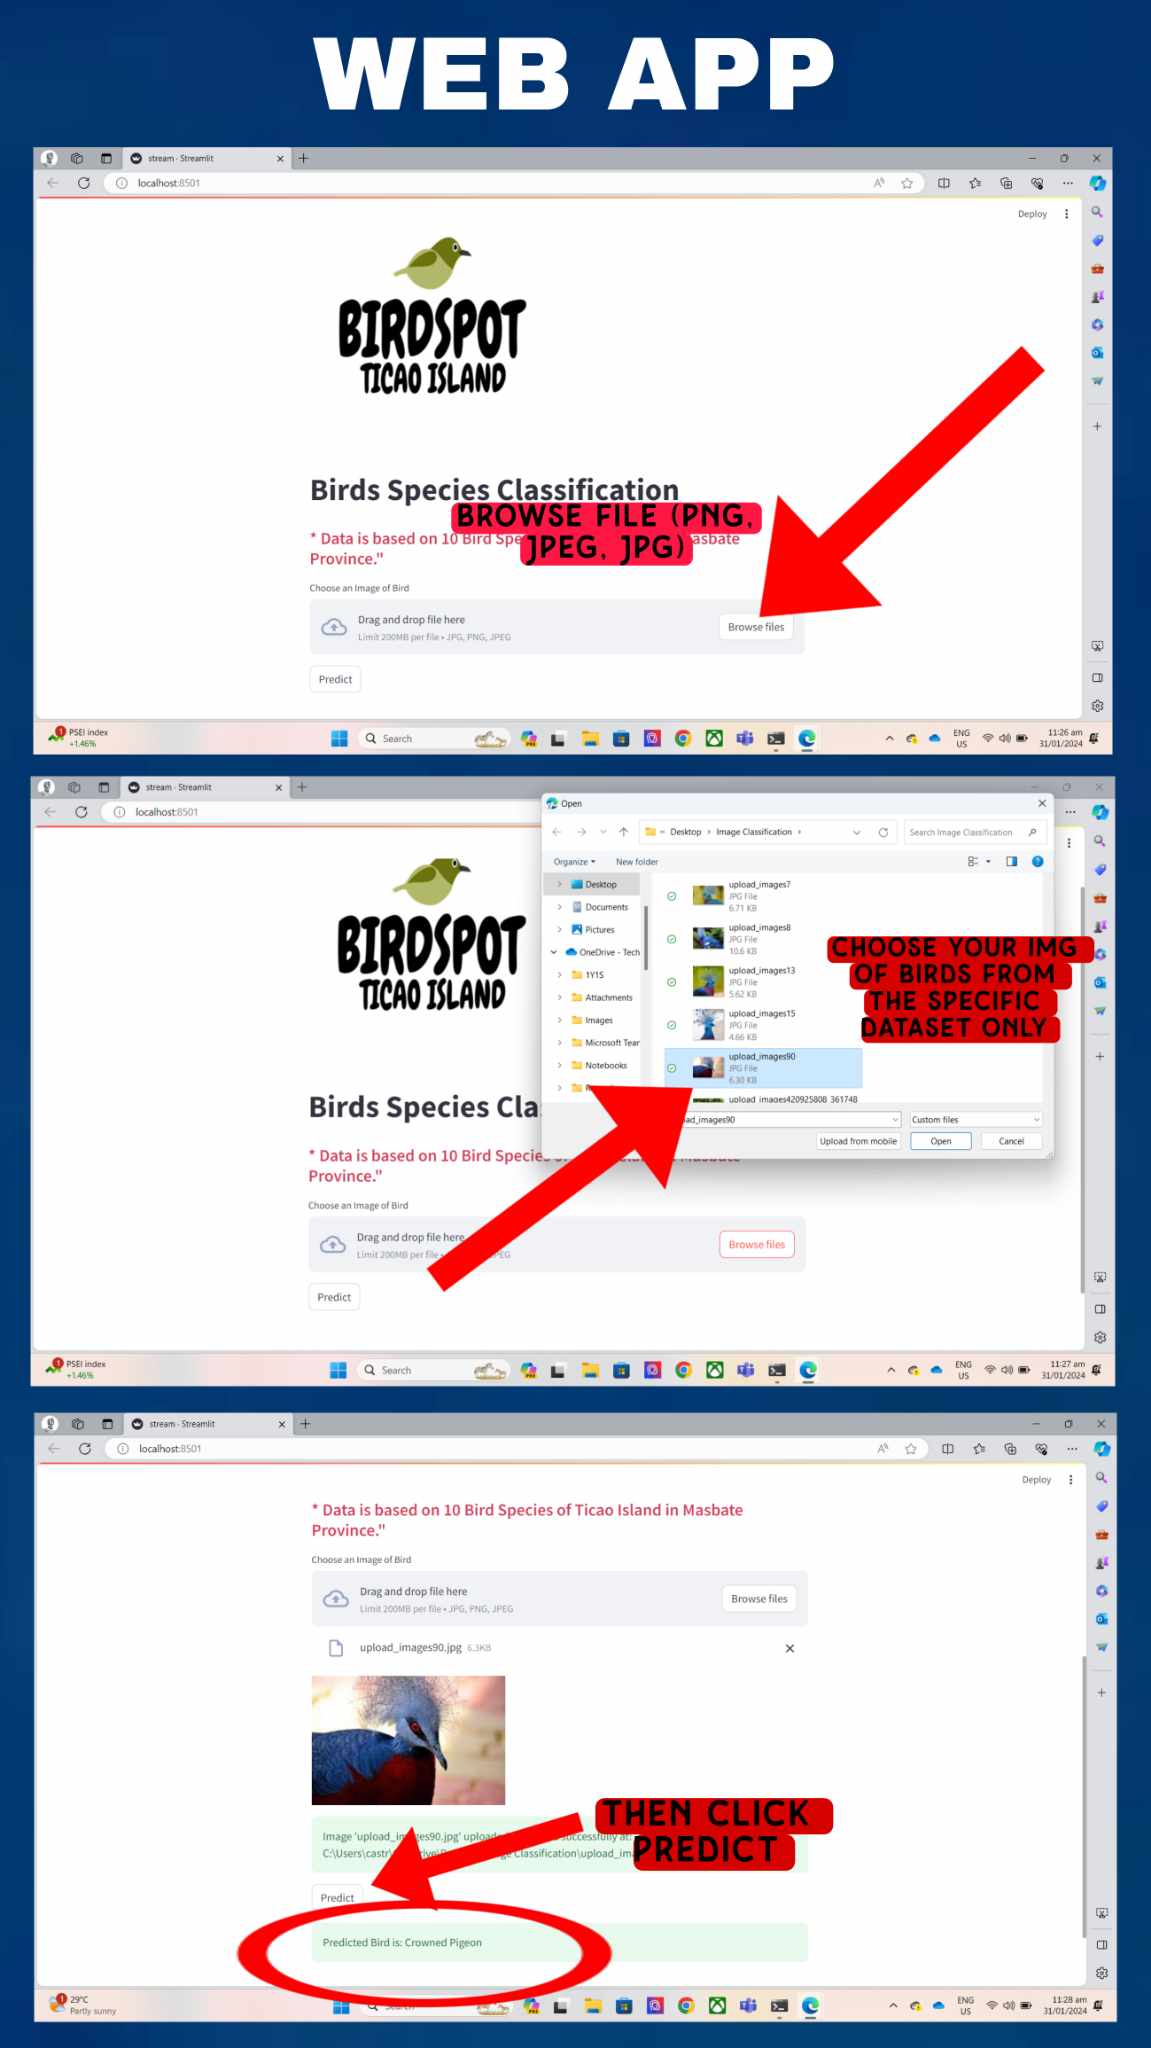 WEB APP
stream - Streamlit
localhost:8501
Deploy
BIRDSPOT
TICAO ISLAND
Birds Species Classification
BROWSE FILE (PNG,
JPEG, JPG)
* Data is based on 10 Bird Spe
asbate
Province."
Choose an Image of Bird
Drag and drop file here
Limit 200MB per file • JPG, PNG, JPEG
Browse files
Predict
PSEI index
+1.46%
Search
ENG
US
11:26 am
31/01/2024
stream - Streamlit
localhost:8501
Open
Desktop > Image Classification >
Search Image Classification
Organize
New folder
Desktop
Documents
Pictures
OneDrive - Tech
1Y1S
Attachments
Images
Microsoft Tear
Notebooks
upload_images7
JPG File
6.71 KB
upload_images8
JPG File
10.6 KB
upload_images13
JPG File
5.62 KB
upload_images15
JPG File
4.66 KB
upload_images90
JPG File
6.30 KB
upload_images420925808_361748
CHOOSE YOUR IMG
OF BIRDS FROM
THE SPECIFIC
DATASET ONLY
ad_images90
Custom files
Upload from mobile
Open
Cancel
BIRDSPOT
TICAO ISLAND
Birds Species Cla
* Data is based on 10 Bird Species
Province."
Choose an Image of Bird
Drag and drop file here
Limit 200MB per file •
PEG
Browse files
Predict
PSEI index
+1.46%
Search
ENG
US
11:27 am
31/01/2024
stream - Streamlit
localhost:8501
Deploy
* Data is based on 10 Bird Species of Ticao Island in Masbate
Province."
Choose an Image of Bird
Drag and drop file here
Limit 200MB per file • JPG, PNG, JPEG
Browse files
upload_images90.jpg 6.3KB
THEN CLICK
PREDICT
Image 'upload_im ges90.jpg' upload
successfully at:
C:\Users\castr\
Classification\upload_im
Predict
Predicted Bird is: Crowned Pigeon
29°C
Partly sunny
Search
ENG
US
11:28 am
31/01/2024